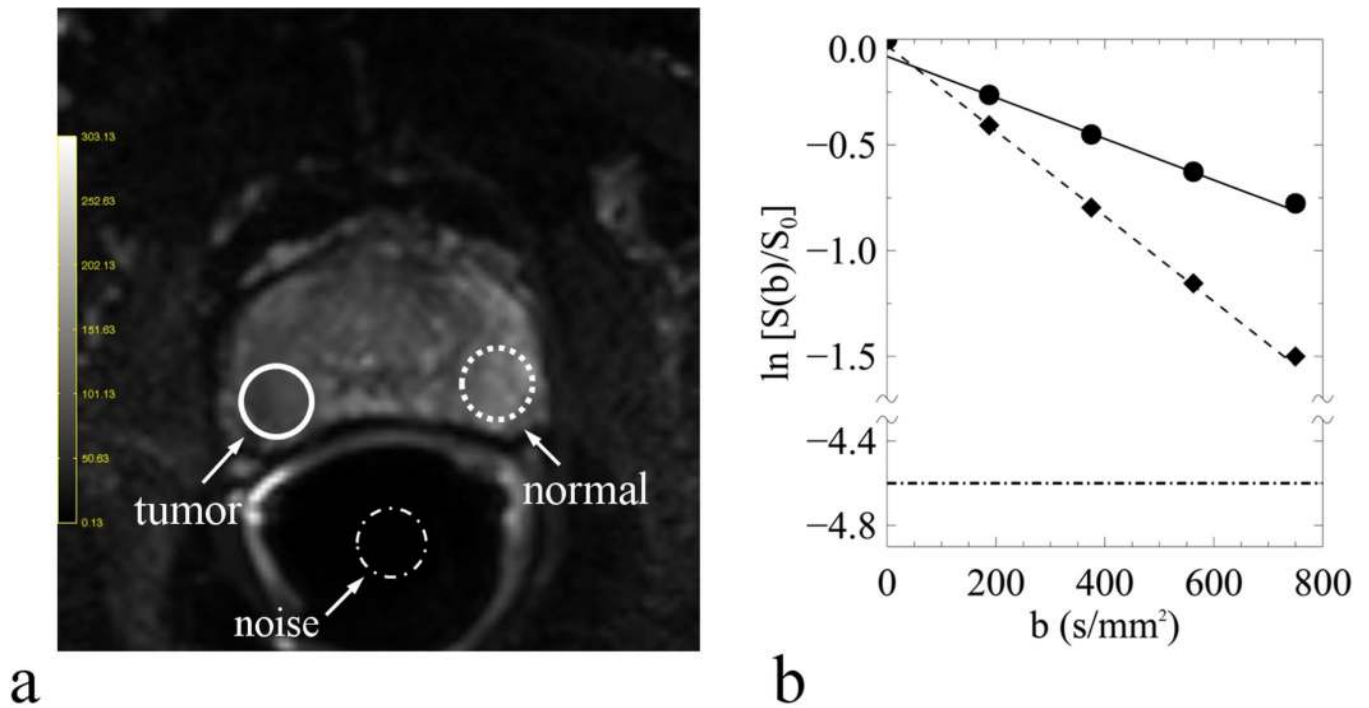 303.13
252.63
202.13
151.63
101.13
50.63
0.13
tumor
normal
noise
a
0.0
−0.5
−1.0
−1.5
−4.4
−4.8
ln [S(b)/S₀]
0 200 400 600 800
b (s/mm²)
b